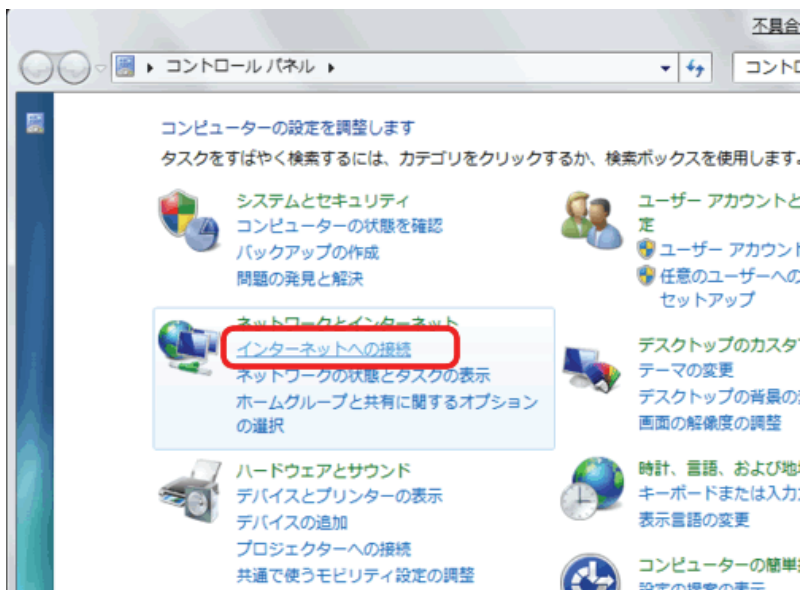 不具合
コントロール パネル
コントロ
コンピューターの設定を調整します
タスクをすばやく検索するには、カテゴリをクリックするか、検索ボックスを使用します。
システムとセキュリティ
コンピューターの状態を確認
バックアップの作成
問題の発見と解決
ネットワークとインターネット
インターネットへの接続
ネットワークの状態とタスクの表示
ホームグループと共有に関するオプション
の選択
ハードウェアとサウンド
デバイスとプリンターの表示
デバイスの追加
プロジェクターへの接続
共通で使うモビリティ設定の調整
ユーザー アカウントと
定
ユーザー アカウント
任意のユーザーへの
セットアップ
デスクトップのカスタ
テーマの変更
デスクトップの背景の
画面の解像度の調整
時計、言語、および地
キーボードまたは入力
表示言語の変更
コンピューターの簡単
設定の提案の表示